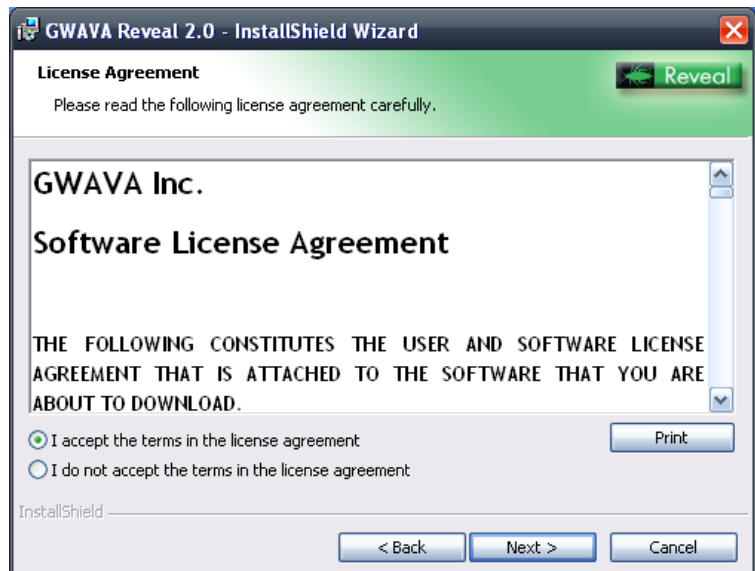 GWAVA Reveal 2.0 - InstallShield Wizard
License Agreement
Reveal
Please read the following license agreement carefully.
GWAVA Inc.
Software License Agreement
THE FOLLOWING CONSTITUTES THE USER AND SOFTWARE LICENSE
AGREEMENT THAT IS ATTACHED TO THE SOFTWARE THAT YOU ARE
ABOUT TO DOWNLOAD.
I accept the terms in the license agreement
Print
I do not accept the terms in the license agreement
InstallShield
< Back Next > Cancel